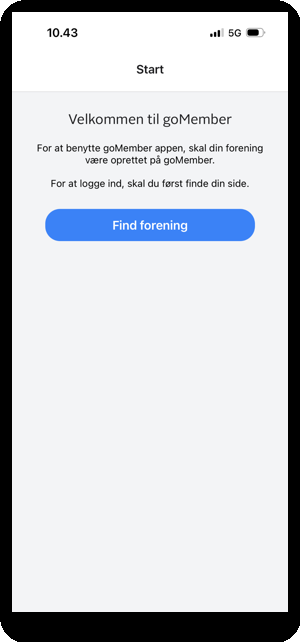 10.43
5G
Start
Velkommen til goMember
For at benytte goMember appen, skal din forening
være oprettet på goMember.
For at logge ind, skal du først finde din side.
Find forening